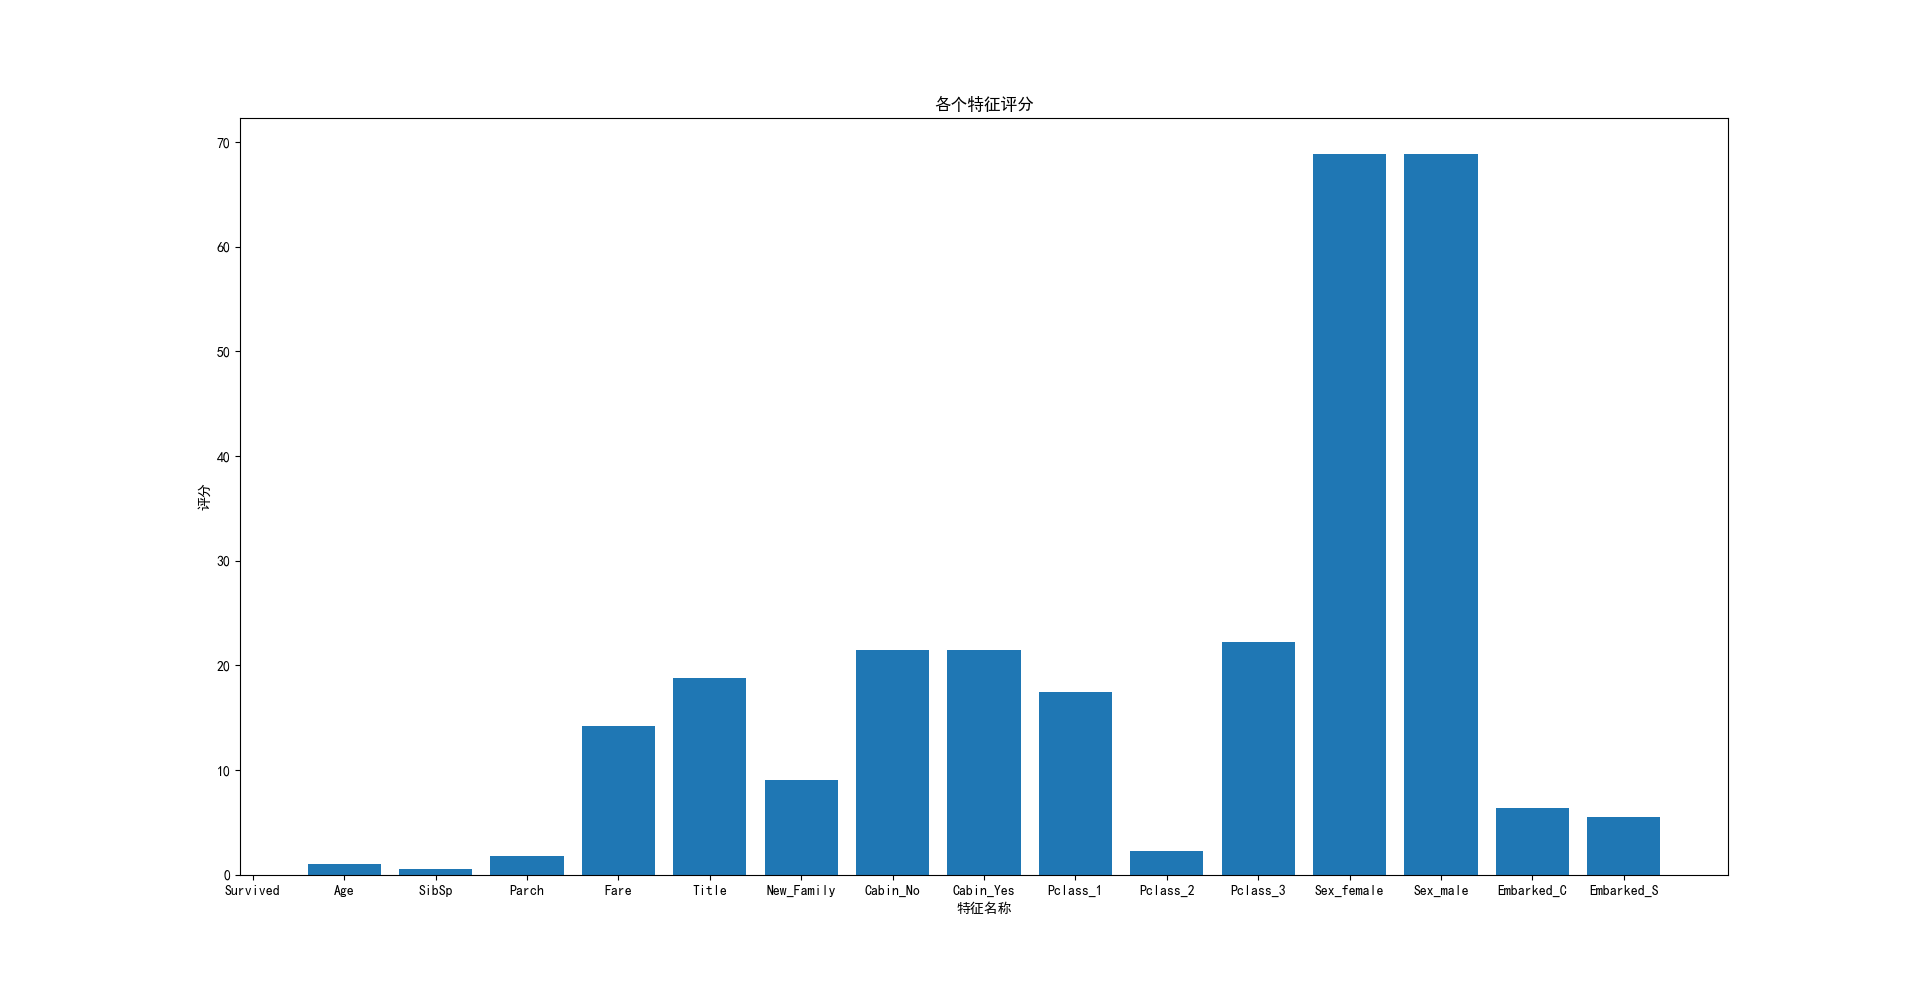 各个特征评分
70
60
50
40
30
20
10
0
评分
Survived Age SibSp Parch Fare Title New_Family Cabin_No Cabin_Yes Pclass_1 Pclass_2 Pclass_3 Sex_female Sex_male Embarked_C Embarked_S
特征名称